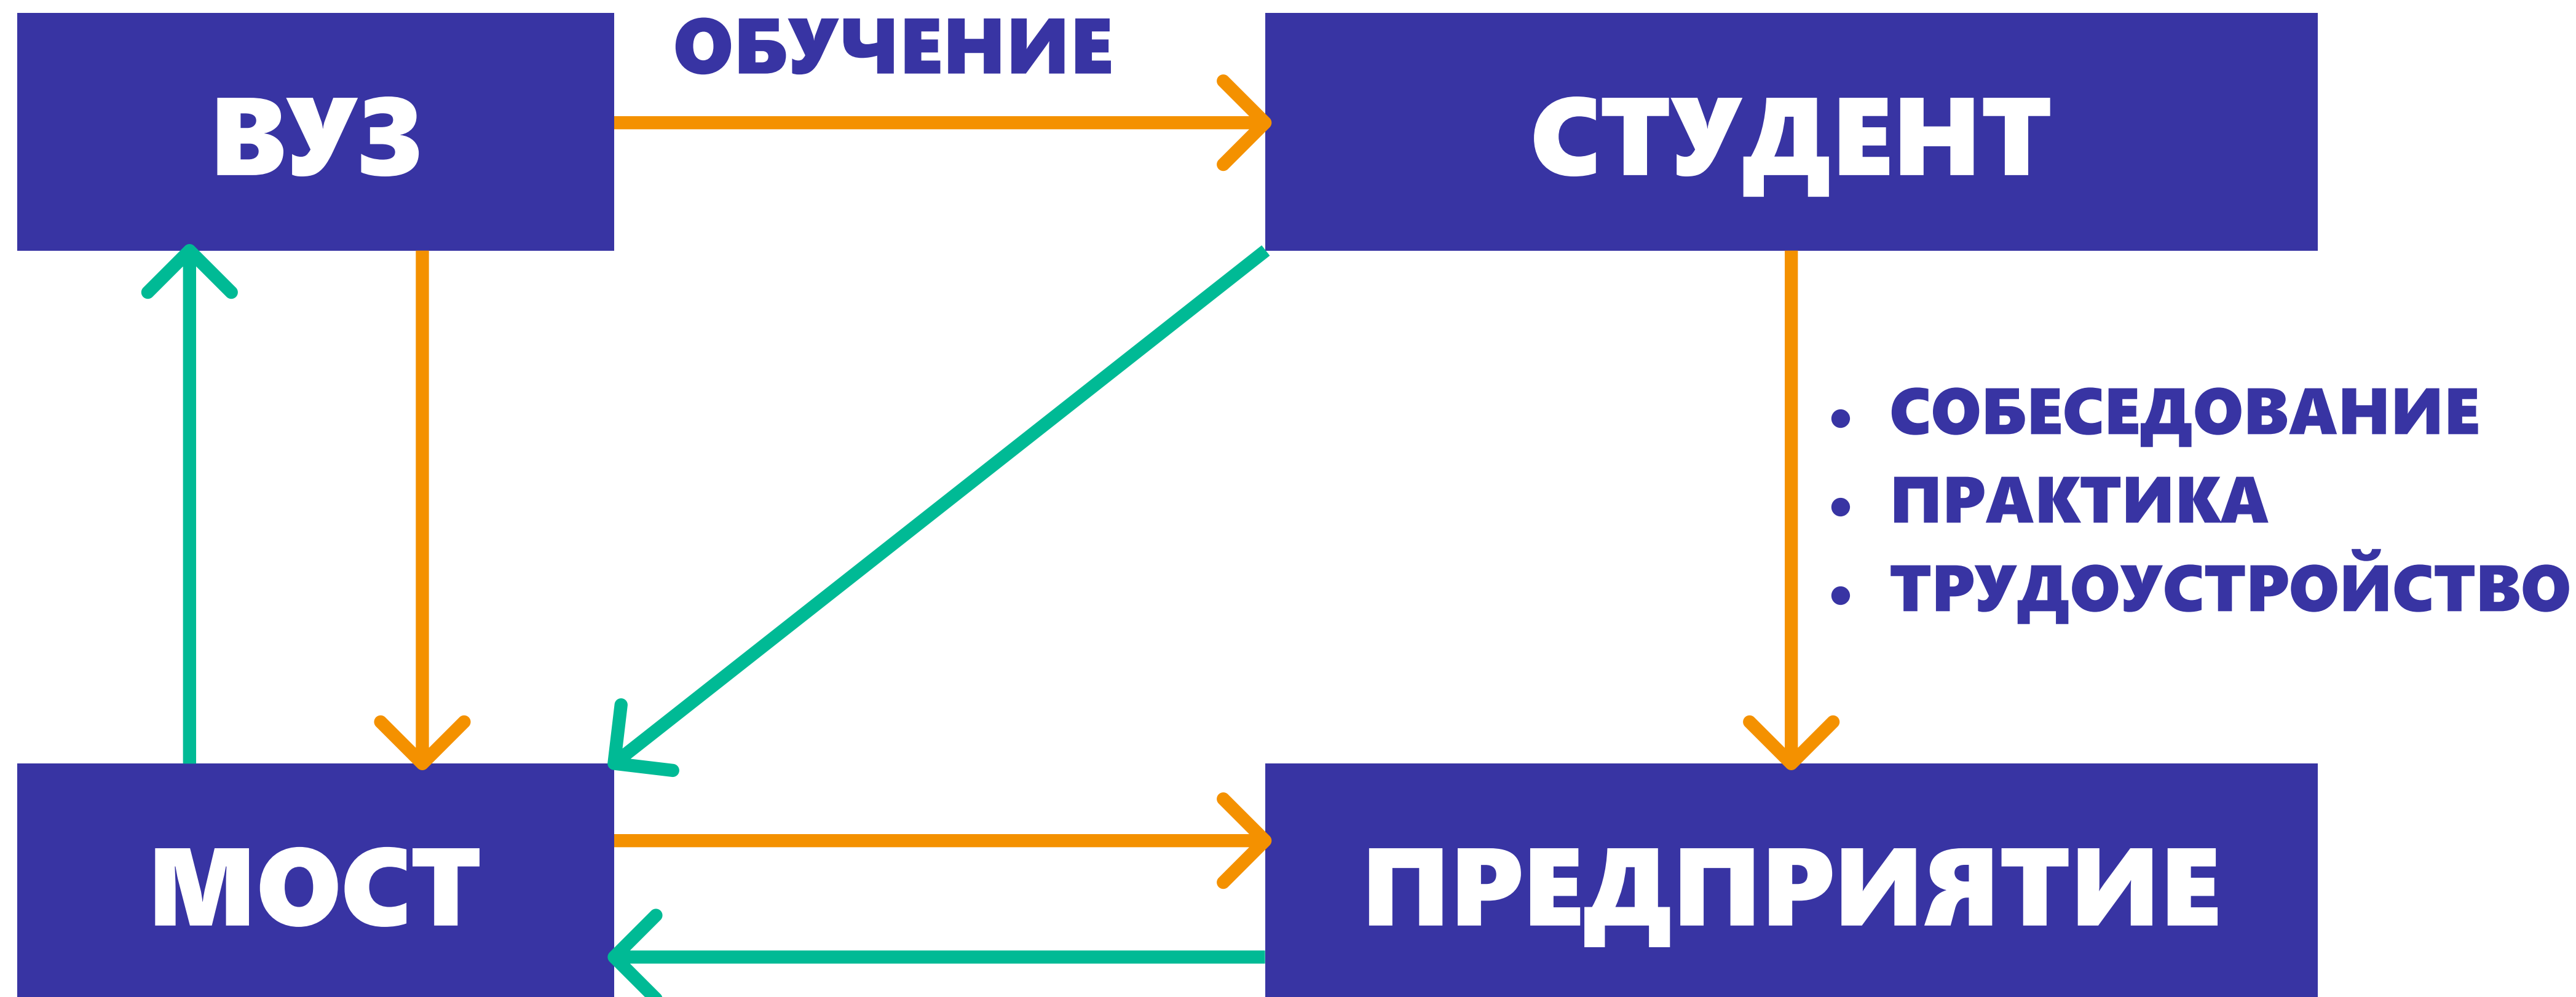 ОБУЧЕНИЕ
ВУЗ
СТУДЕНТ
• СОБЕСЕДОВАНИЕ
• ПРАКТИКА
• ТРУДОУСТРОЙСТВО
МОСТ
ПРЕДПРИЯТИЕ